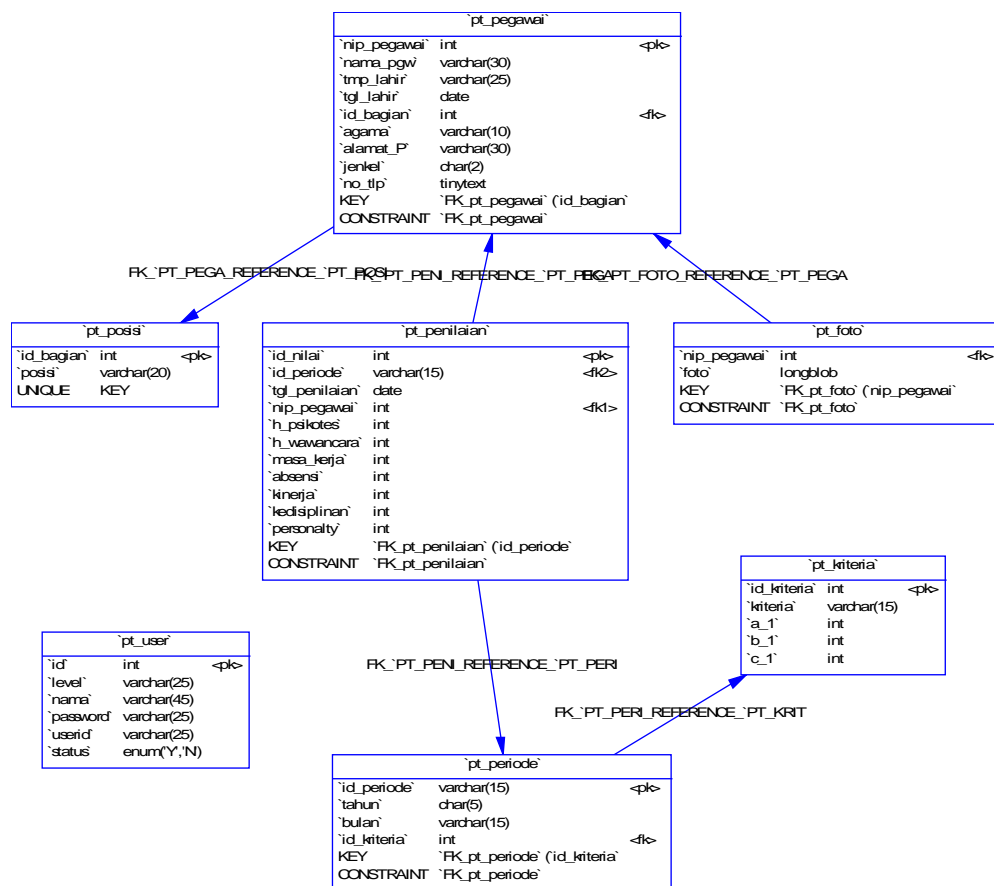 `pt_pegawai`
`nip_pegawai` int <pk>
`nama_pgw` varchar(30)
`tmp_lahir` varchar(25)
`tgl_lahir` date
`id_bagian` int <fk>
`agama` varchar(10)
`alamat_P` varchar(30)
`jenkel` char(2)
`no_tlp` tinytext
KEY `FK_pt_pegawai` (`id_bagian`
CONSTRAINT `FK_pt_pegawai`
FK_`PT_PEGA_REFERENCE_`PT_POSI
FK_`PT_PENI_REFERENCE_`PT_PEGA
FK_`PT_FOTO_REFERENCE_`PT_PEGA
`pt_posisi`
`id_bagian` int <pk>
`posisi` varchar(20)
UNIQUE KEY
`pt_penilaian`
`id_nilai` int <pk>
`id_periode` varchar(15) <fk2>
`tgl_penilaian` date
`nip_pegawai` int <fk1>
`h_psikotes` int
`h_wawancara` int
`masa_kerja` int
`absensi` int
`kinerja` int
`kedisiplinan` int
`personalty` int
KEY `FK_pt_penilaian` (`id_periode`
CONSTRAINT `FK_pt_penilaian`
`pt_foto`
`nip_pegawai` int <fk>
`foto` longblob
KEY `FK_pt_foto` (`nip_pegawai`
CONSTRAINT `FK_pt_foto`
`pt_kriteria`
`id_kriteria` int <pk>
`kriteria` varchar(15)
`a_1` int
`b_1` int
`c_1` int
`pt_user`
`id` int <pk>
`level` varchar(25)
`nama` varchar(45)
`password` varchar(25)
`userid` varchar(25)
`status` enum('Y','N')
FK_`PT_PENI_REFERENCE_`PT_PERI
FK_`PT_PERI_REFERENCE_`PT_KRIT
`pt_periode`
`id_periode` varchar(15) <pk>
`tahun` char(5)
`bulan` varchar(15)
`id_kriteria` int <fk>
KEY `FK_pt_periode` (`id_kriteria`
CONSTRAINT `FK_pt_periode`